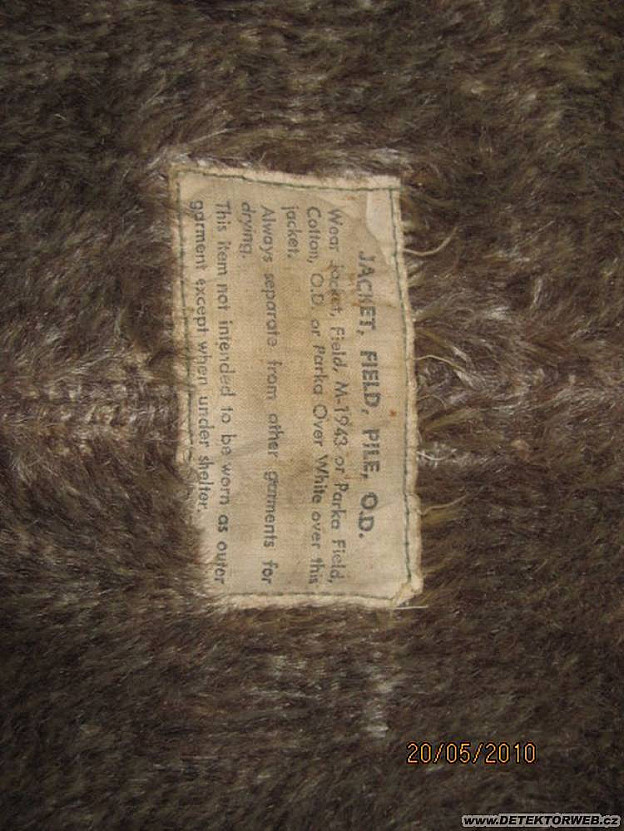 JACKET, FIELD, PILE, O.D.
Wear Jacket, Field, M-1943 or Parka Field,
Cotton, O.D. or Parka Over White over this
jacket.
Always separate from other garments for
drying.
This item not intended to be worn as outer
garment except when under shelter.
20/05/2010
www.DETEKTORWEB.cz